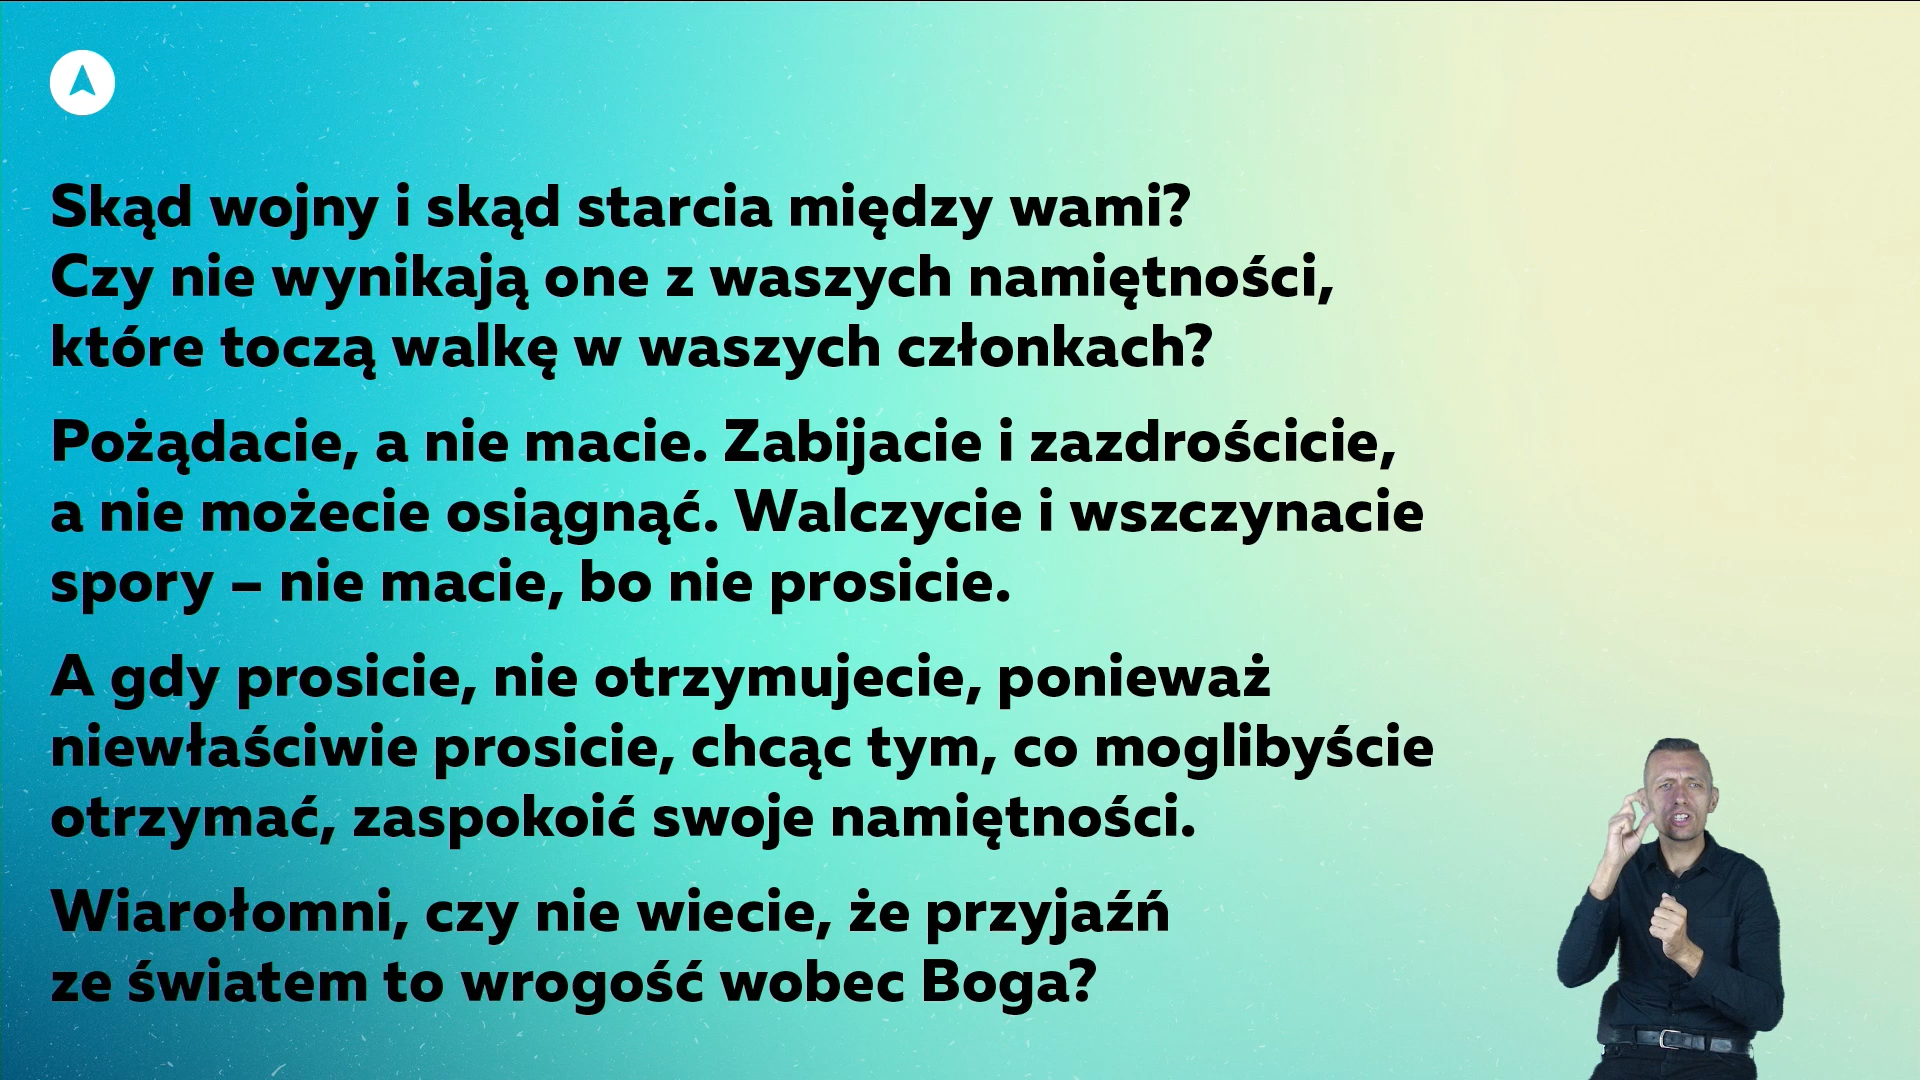 Skąd wojny i skąd starcia między wami?
Czy nie wynikają one z waszych namiętności,
które toczą walkę w waszych członkach?
Pożądacie, a nie macie. Zabijacie i zazdrościcie,
a nie możecie osiągnąć. Walczycie i wszczynacie
spory – nie macie, bo nie prosicie.
A gdy prosicie, nie otrzymujecie, ponieważ
niewłaściwie prosicie, chcąc tym, co moglibyście
otrzymać, zaspokoić swoje namiętności.
Wiarołomni, czy nie wiecie, że przyjaźń
ze światem to wrogość wobec Boga?